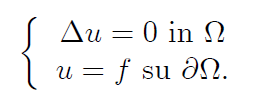 Δu = 0 in Ω
u = f su ∂Ω.